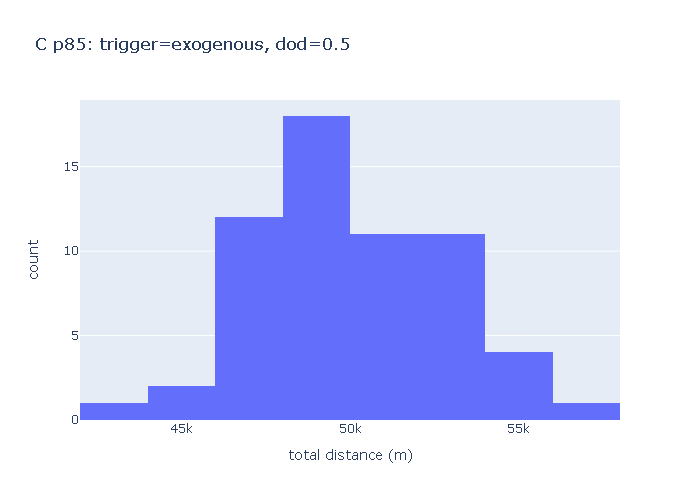 C p85: trigger=exogenous, dod=0.5
15
10
5
0
count
45k
50k
55k
total distance (m)